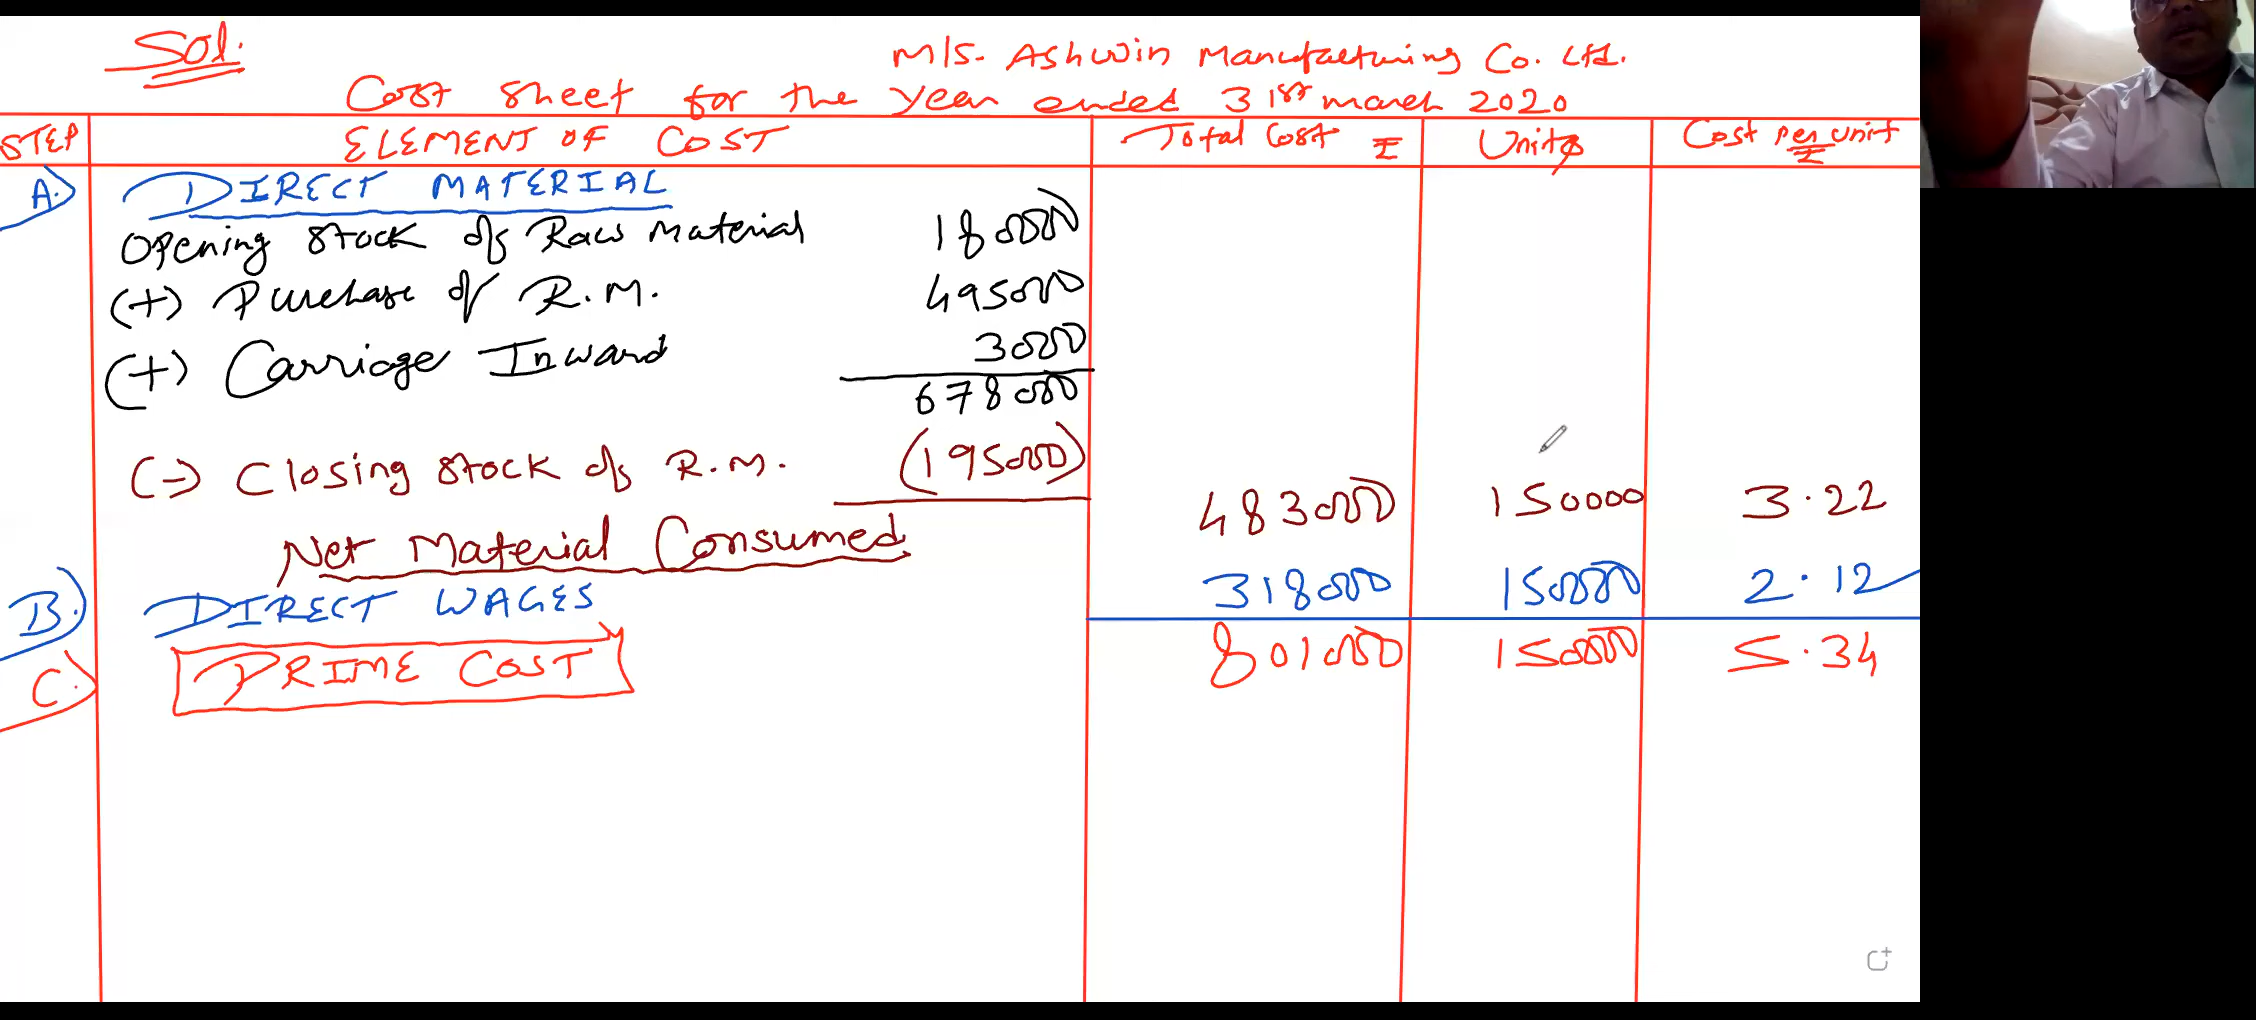 Sol.
M/S. Ashwin Manufacturing Co. Ltd.
Cost sheet for the year ended 31st march 2020
STEP ELEMENT OF COST Total Cost ₹ Units Cost per unit ₹
A.) DIRECT MATERIAL
Opening Stock of Raw Material 180000
(+) Purchase of R.M. 495000
(+) Carriage Inward 3000
678000
(-) Closing Stock of R.M. (195000)
Net Material Consumed 483000 150000 3.22
B.) DIRECT WAGES 318000 150000 2.12
C.) PRIME COST 801000 150000 5.34